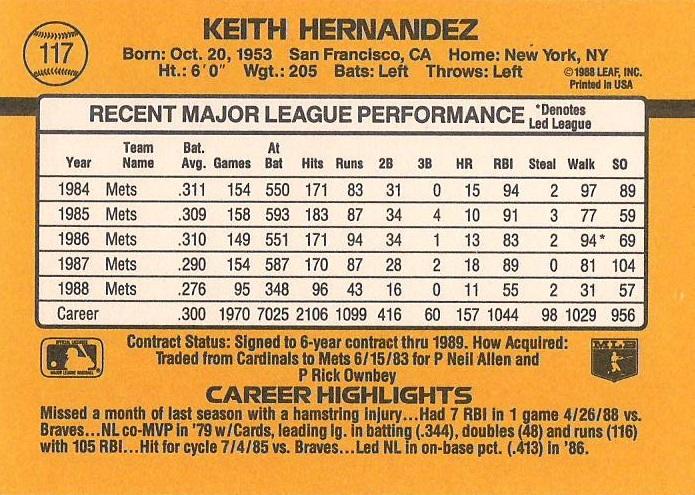 117
KEITH HERNANDEZ
Born: Oct. 20, 1953 San Francisco, CA Home: New York, NY
Ht.: 6'0" Wgt.: 205 Bats: Left Throws: Left
©1988 LEAF, INC.
Printed in USA
RECENT MAJOR LEAGUE PERFORMANCE *Denotes Led League
Year Team Name Bat. Avg. Games At Bat Hits Runs 2B 3B HR RBI Steal Walk SO
1984 Mets .311 154 550 171 83 31 0 15 94 2 97 89
1985 Mets .309 158 593 183 87 34 4 10 91 3 77 59
1986 Mets .310 149 551 171 94 34 1 13 83 2 94* 69
1987 Mets .290 154 587 170 87 28 2 18 89 0 81 104
1988 Mets .276 95 348 96 43 16 0 11 55 2 31 57
Career .300 1970 7025 2106 1099 416 60 157 1044 98 1029 956
Contract Status: Signed to 6-year contract thru 1989. How Acquired:
Traded from Cardinals to Mets 6/15/83 for P Neil Allen and
P Rick Ownbey
MLB
CAREER HIGHLIGHTS
Missed a month of last season with a hamstring injury...Had 7 RBI in 1 game 4/26/88 vs.
Braves...NL co-MVP in '79 w/Cards, leading lg. in batting (.344), doubles (48) and runs (116)
with 105 RBI...Hit for cycle 7/4/85 vs. Braves...Led NL in on-base pct. (.413) in '86.